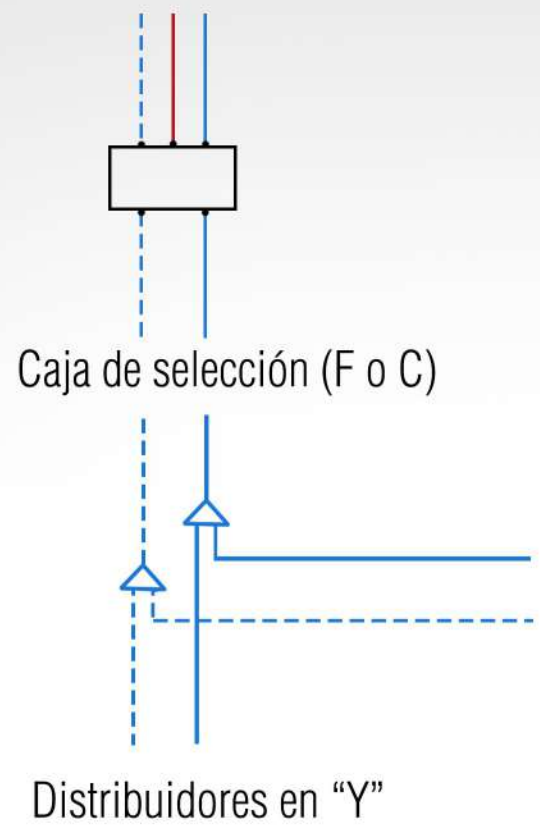 Caja de selección (F o C)
Distribuidores en “Y”